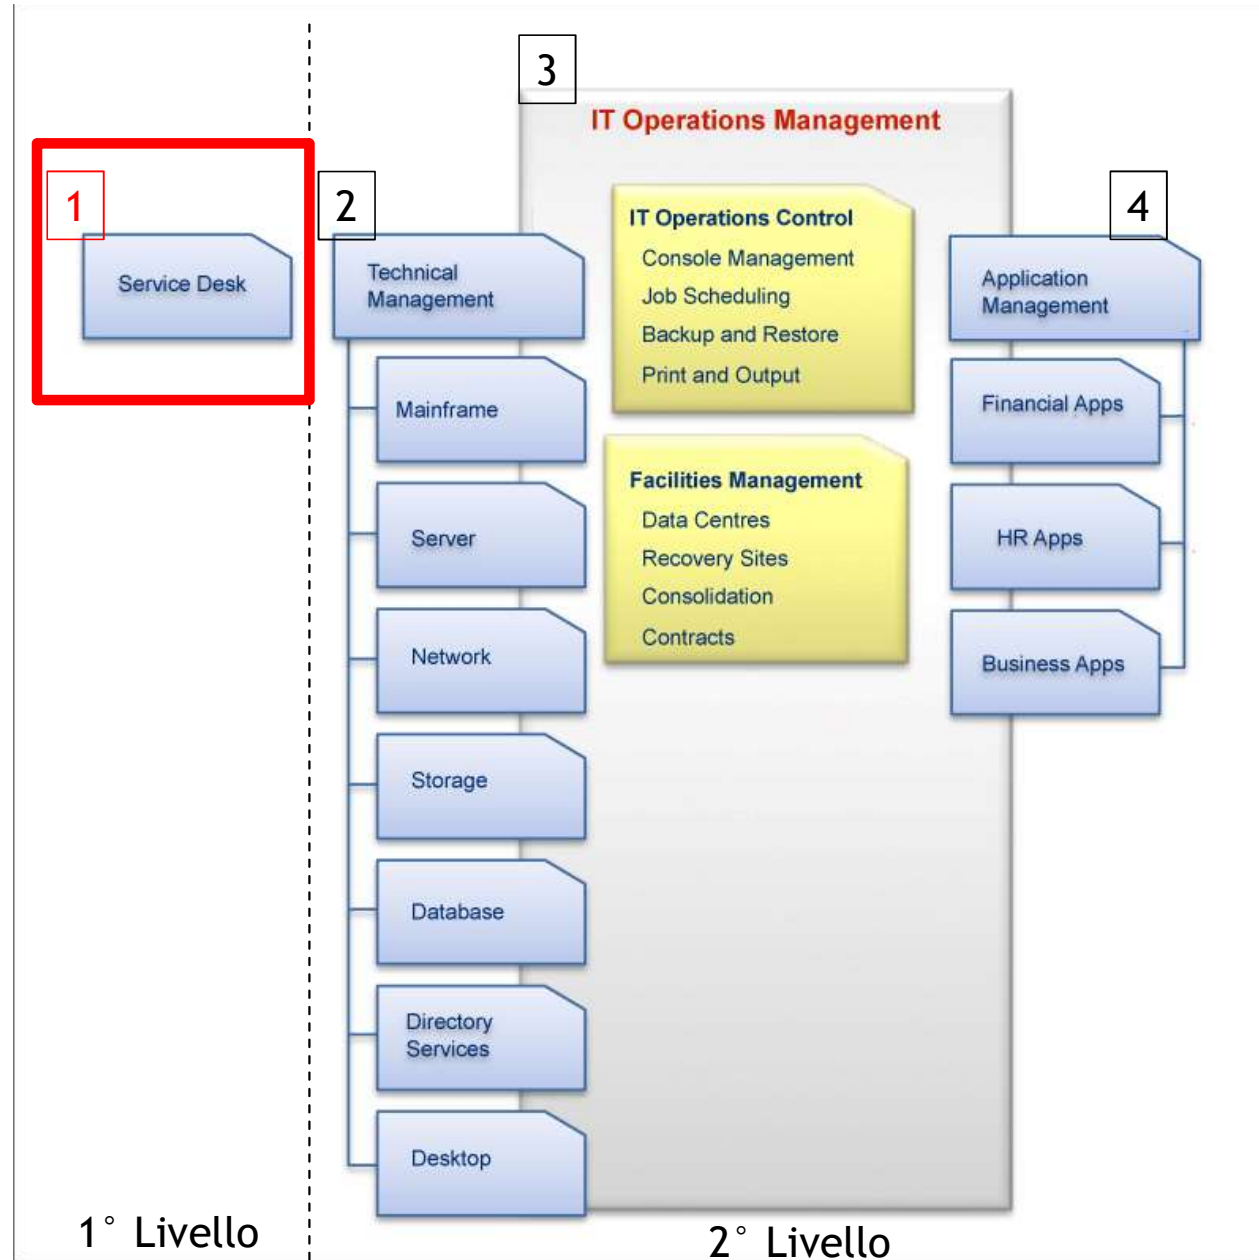 3
IT Operations Management
1
Service Desk
2
Technical
Management
Mainframe
Server
Network
Storage
Database
Directory
Services
Desktop
IT Operations Control
Console Management
Job Scheduling
Backup and Restore
Print and Output
Facilities Management
Data Centres
Recovery Sites
Consolidation
Contracts
4
Application
Management
Financial Apps
HR Apps
Business Apps
1° Livello
2° Livello